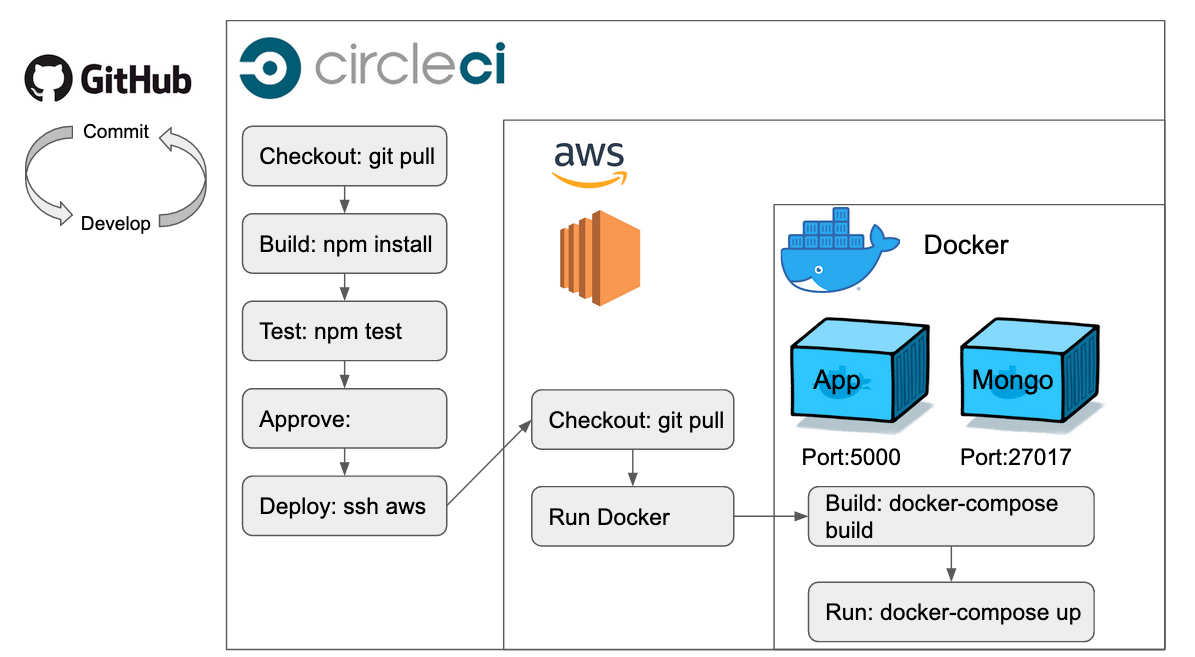 GitHub
Commit
Develop
circleci
Checkout: git pull
Build: npm install
Test: npm test
Approve:
Deploy: ssh aws
aws
Checkout: git pull
Run Docker
Docker
App
Mongo
Port:5000
Port:27017
Build: docker-compose
build
Run: docker-compose up